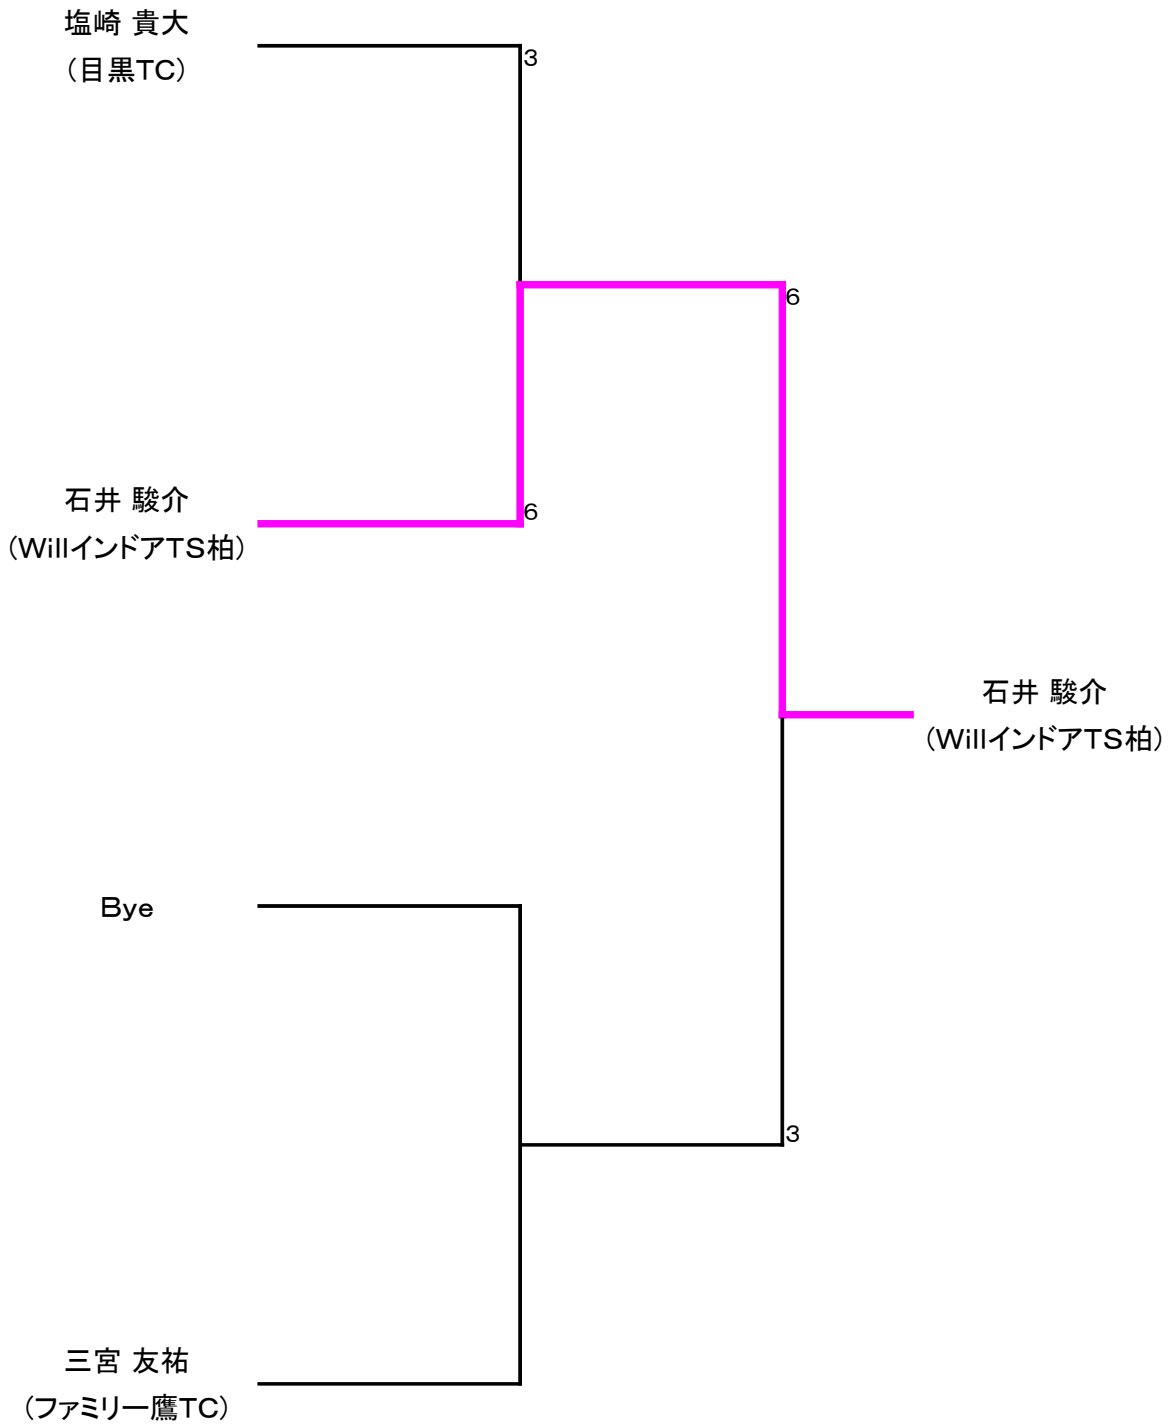 塩崎 貴大
（目黒TC）
3
6
石井 駿介
（WillインドアTS柏）
6
石井 駿介
（WillインドアTS柏）
Bye
3
三宮 友祐
（ファミリー鷹TC）